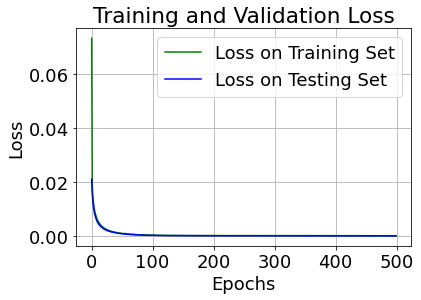 Training and Validation Loss
Loss on Training Set
Loss on Testing Set
Loss
0.06
0.04
0.02
0.00
0 100 200 300 400 500
Epochs